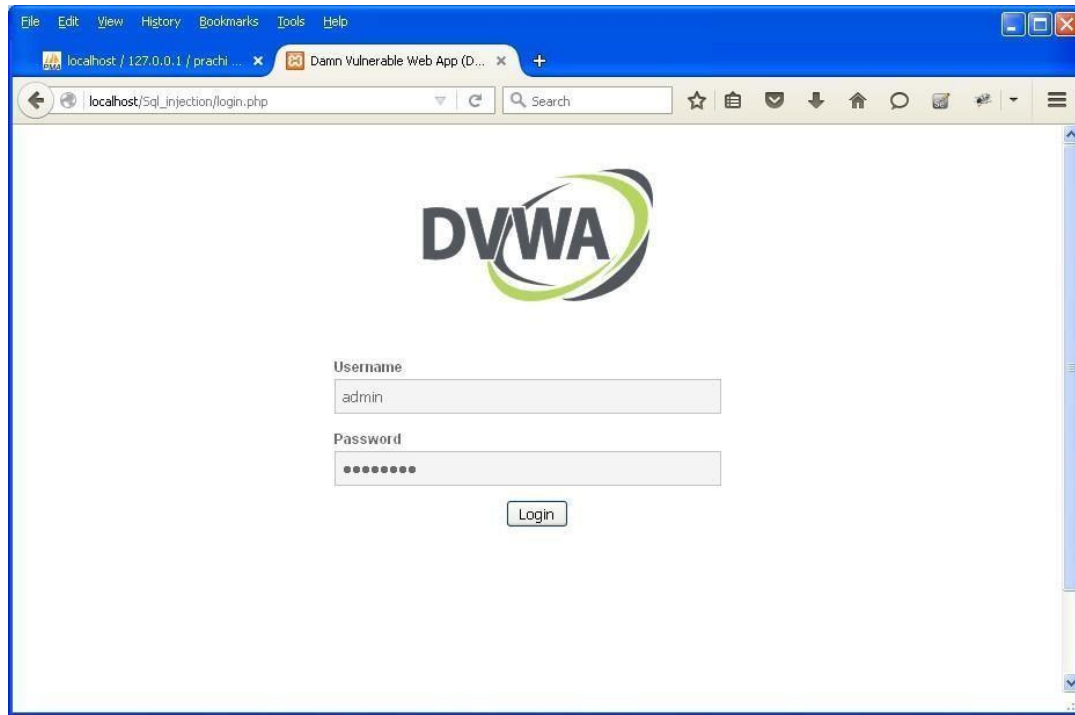 File Edit View History Bookmarks Tools Help
localhost / 127.0.0.1 / prachi ...
Damn Vulnerable Web App (D...
localhost/Sql_injection/login.php
Search
DVWA
Username
admin
Password
Login